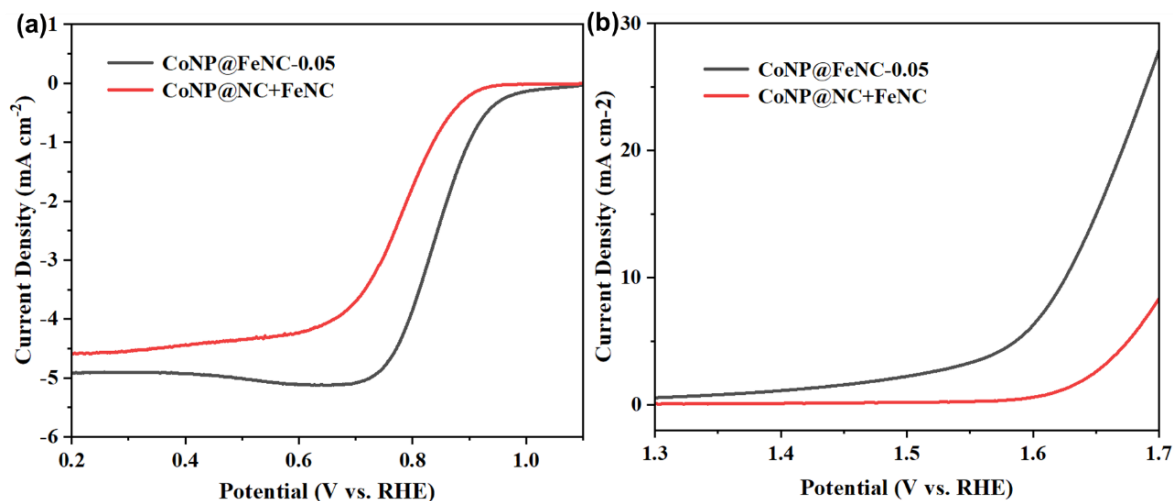 (a)
CoNP@FeNC-0.05
CoNP@NC+FeNC
Current Density (mA cm-2)
1
0
-1
-2
-3
-4
-5
-6
0.2
0.4
0.6
0.8
1.0
Potential (V vs. RHE)
(b)
CoNP@FeNC-0.05
CoNP@NC+FeNC
Current Density (mA cm-2)
30
20
10
0
1.3
1.4
1.5
1.6
1.7
Potential (V vs. RHE)